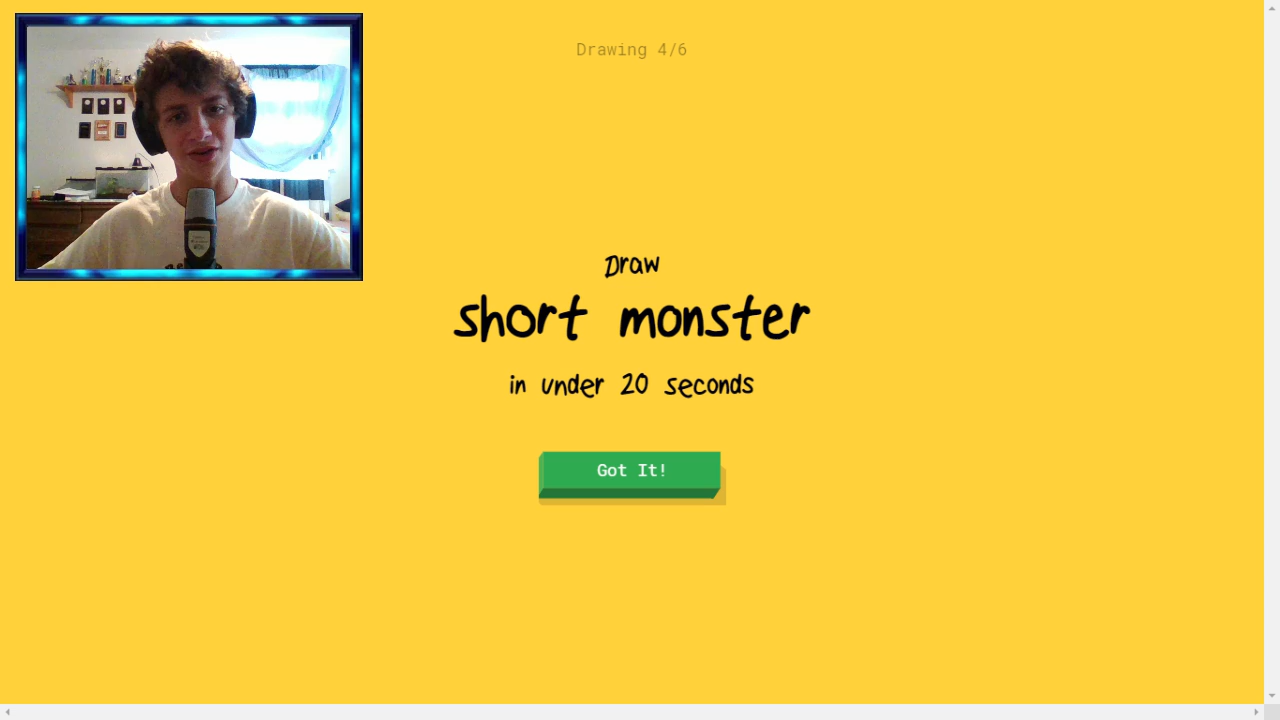 Drawing 4/6
Draw
short monster
in under 20 seconds
Got It!